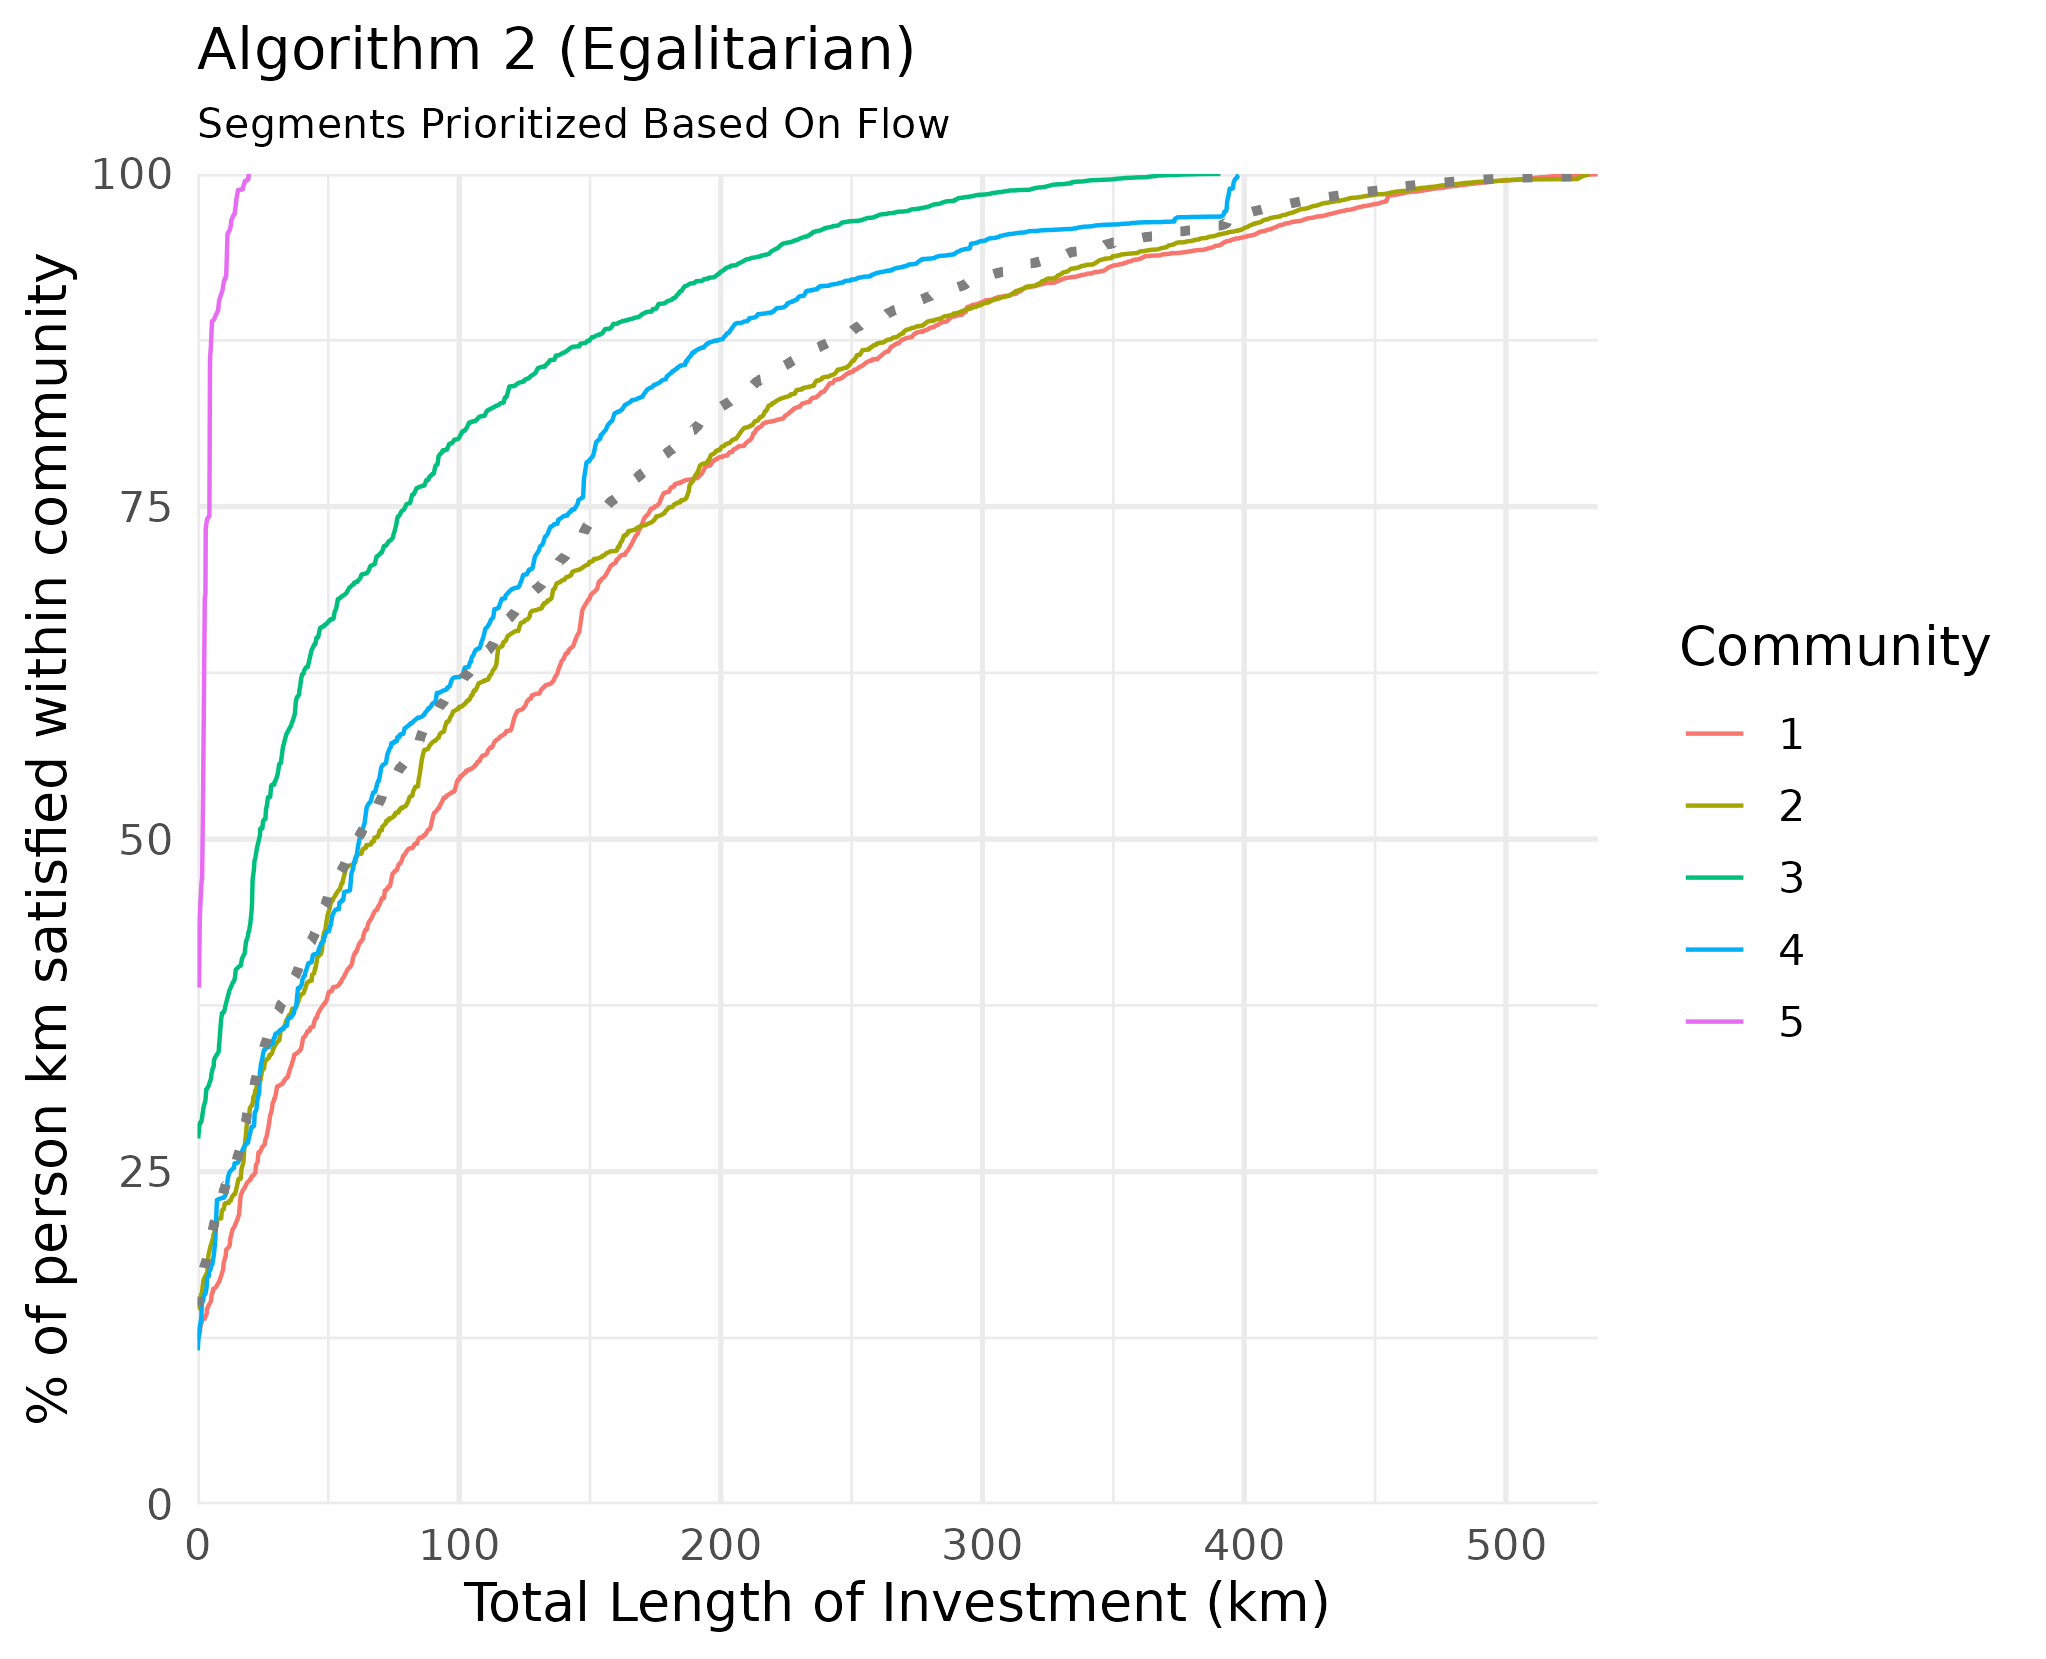 Algorithm 2 (Egalitarian)
Segments Prioritized Based On Flow
% of person km satisfied within community
100
75
50
25
0
0 100 200 300 400 500
Total Length of Investment (km)
Community
1
2
3
4
5